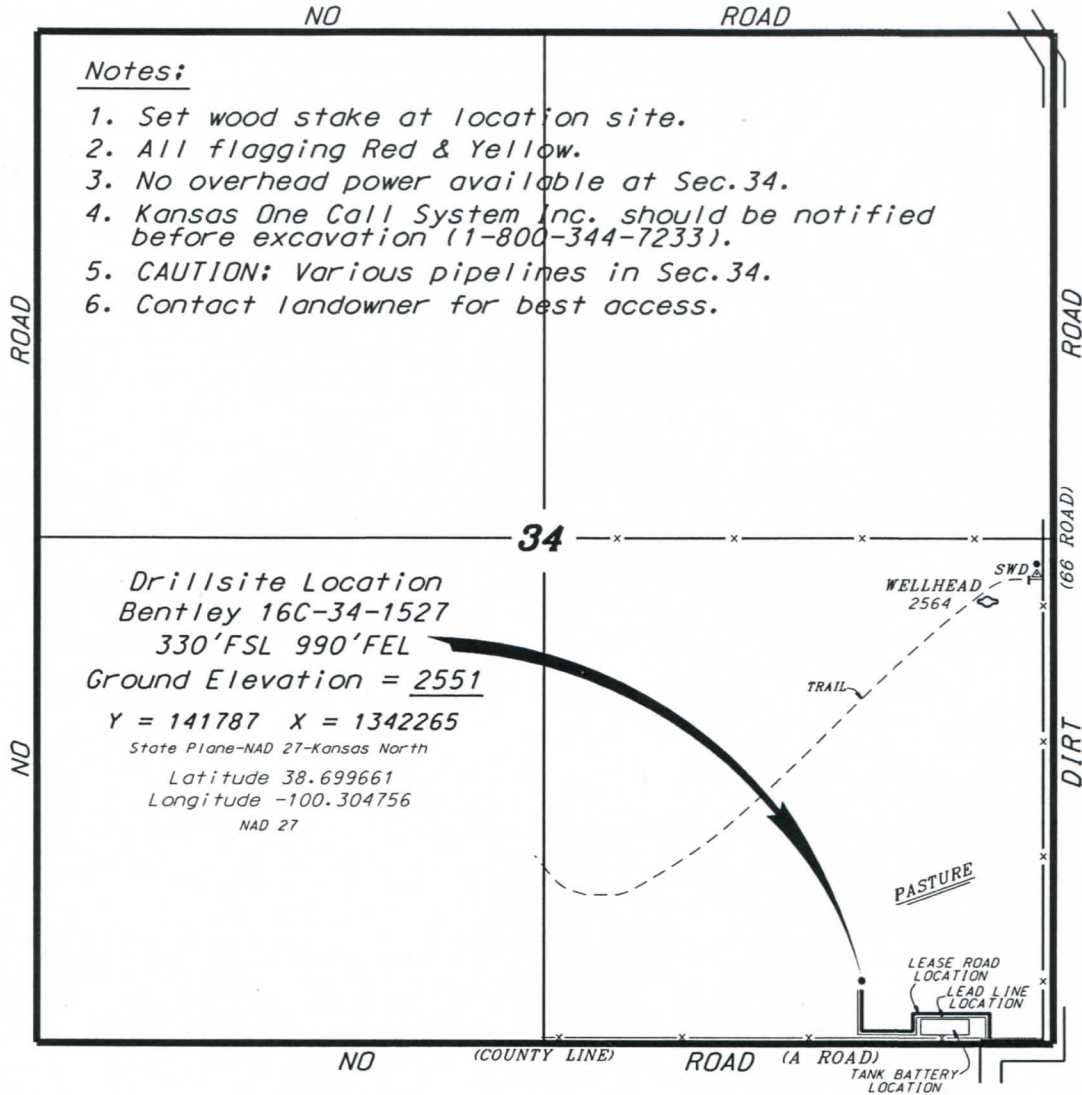 NO ROAD
Notes:
1. Set wood stake at location site.
2. All flagging Red & Yellow.
3. No overhead power available at Sec.34.
4. Kansas One Call System Inc. should be notified
before excavation (1-800-344-7233).
5. CAUTION: Various pipelines in Sec.34.
6. Contact landowner for best access.
ROAD
ROAD
(66 ROAD)
34
Drillsite Location
Bentley 16C-34-1527
330'FSL 990'FEL
Ground Elevation = 2551
Y = 141787 X = 1342265
State Plane-NAD 27-Kansas North
Latitude 38.699661
Longitude -100.304756
NAD 27
SWD
WELLHEAD
2564
TRAIL
NO
DIRT
PASTURE
LEASE ROAD
LOCATION
LEAD LINE
LOCATION
NO (COUNTY LINE) ROAD (A ROAD)
TANK BATTERY
LOCATION